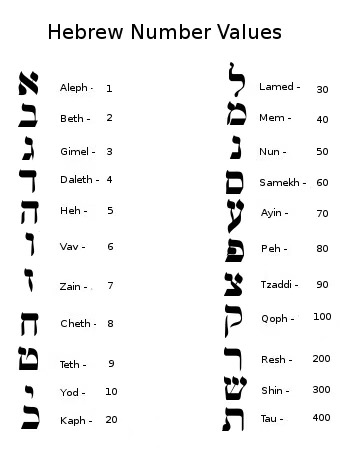 Hebrew Number Values
א Aleph - 1
ב Beth - 2
ג Gimel - 3
ד Daleth - 4
ה Heh - 5
ו Vav - 6
ז Zain - 7
ח Cheth - 8
ט Teth - 9
י Yod - 10
כ Kaph - 20
ל Lamed - 30
מ Mem - 40
נ Nun - 50
ס Samekh - 60
ע Ayin - 70
פ Peh - 80
צ Tzaddi - 90
ק Qoph - 100
ר Resh - 200
ש Shin - 300
ת Tau - 400